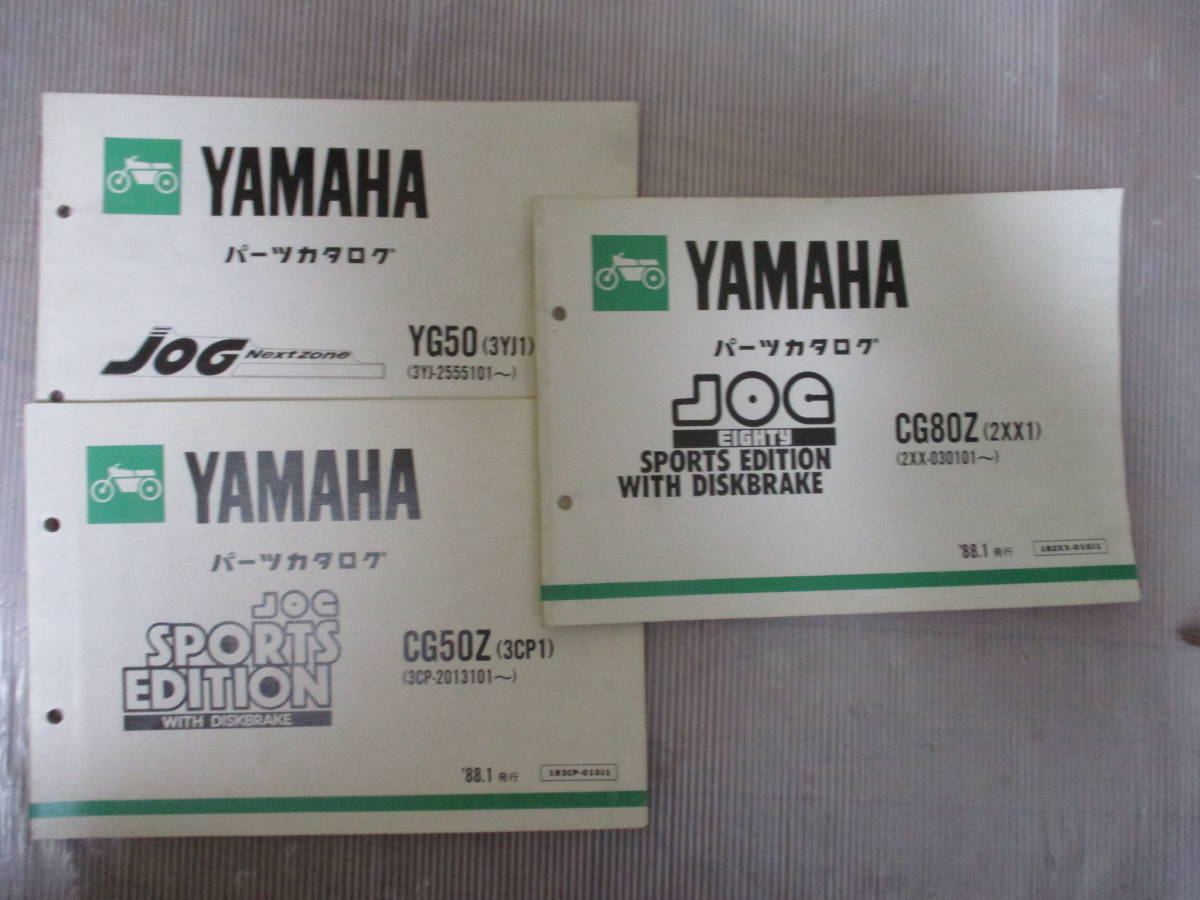 YAMAHA
パーツカタログ
JOG Nextzone
YG50 (3YJ1)
(3YJ-2555101~)
YAMAHA
パーツカタログ
JOG
EIGHTY
SPORTS EDITION
WITH DISKBRAKE
CG80Z (2XX1)
(2XX-030101~)
'88.1 発行
182XX-010J1
YAMAHA
パーツカタログ
JOG
SPORTS
EDITION
WITH DISKBRAKE
CG50Z (3CP1)
(3CP-2013101~)
'88.1 発行
183CP-010J1